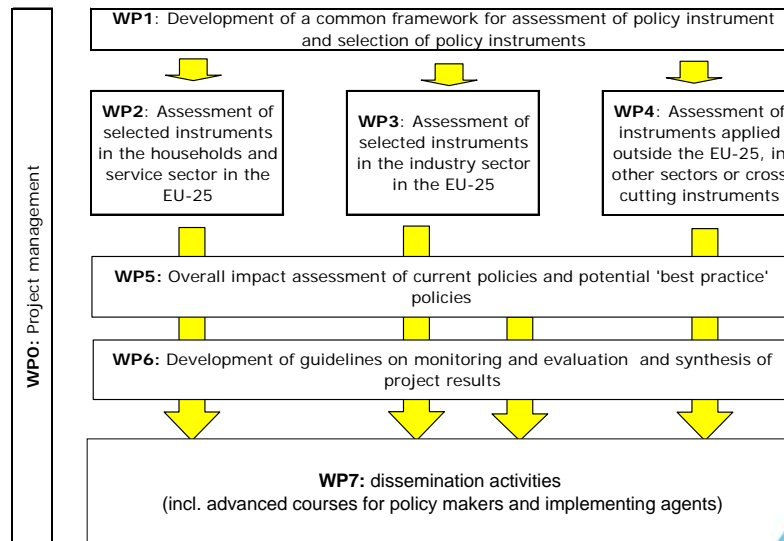 WP1: Development of a common framework for assessment of policy instrument
and selection of policy instruments
WP2: Assessment of
selected instruments
in the households and
service sector in the
EU-25
WP3: Assessment of
selected instruments
in the industry sector
in the EU-25
WP4: Assessment of
instruments applied
outside the EU-25, in
other sectors or cross
cutting instruments
WP0: Project management
WP5: Overall impact assessment of current policies and potential 'best practice'
policies
WP6: Development of guidelines on monitoring and evaluation and synthesis of
project results
WP7: dissemination activities
(incl. advanced courses for policy makers and implementing agents)